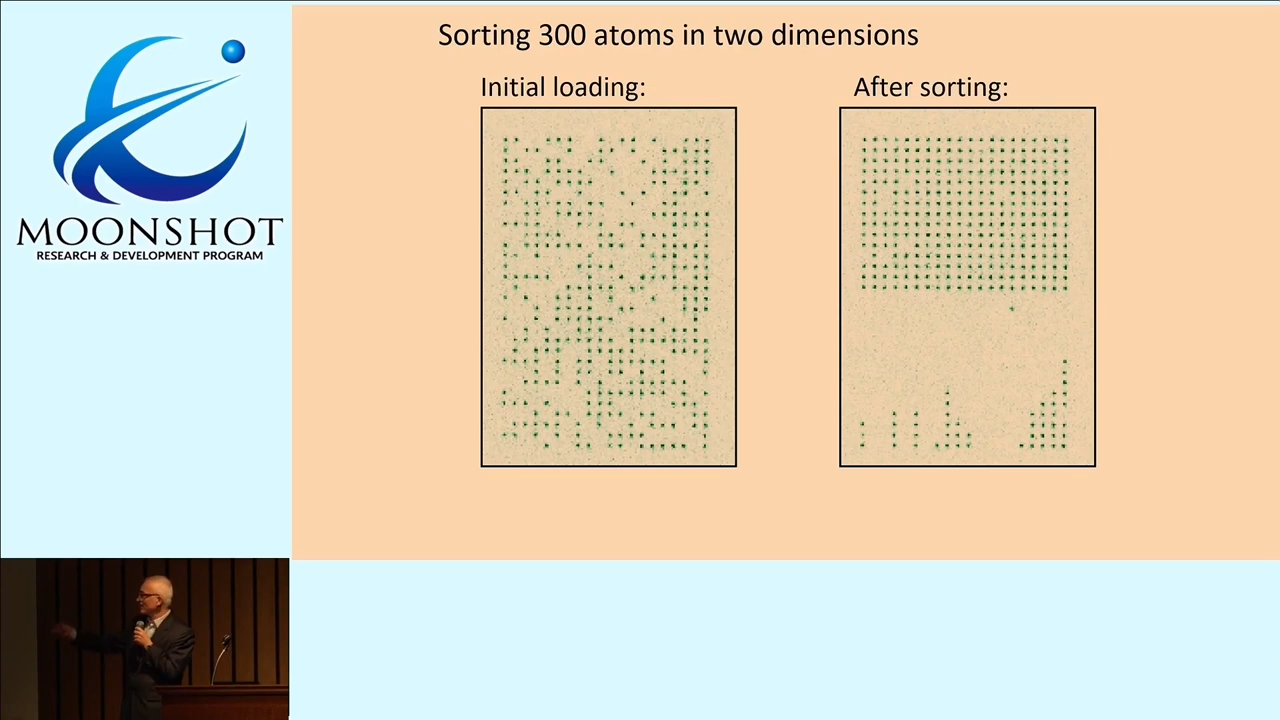 Sorting 300 atoms in two dimensions
Initial loading:
After sorting:
MOONSHOT
RESEARCH & DEVELOPMENT PROGRAM